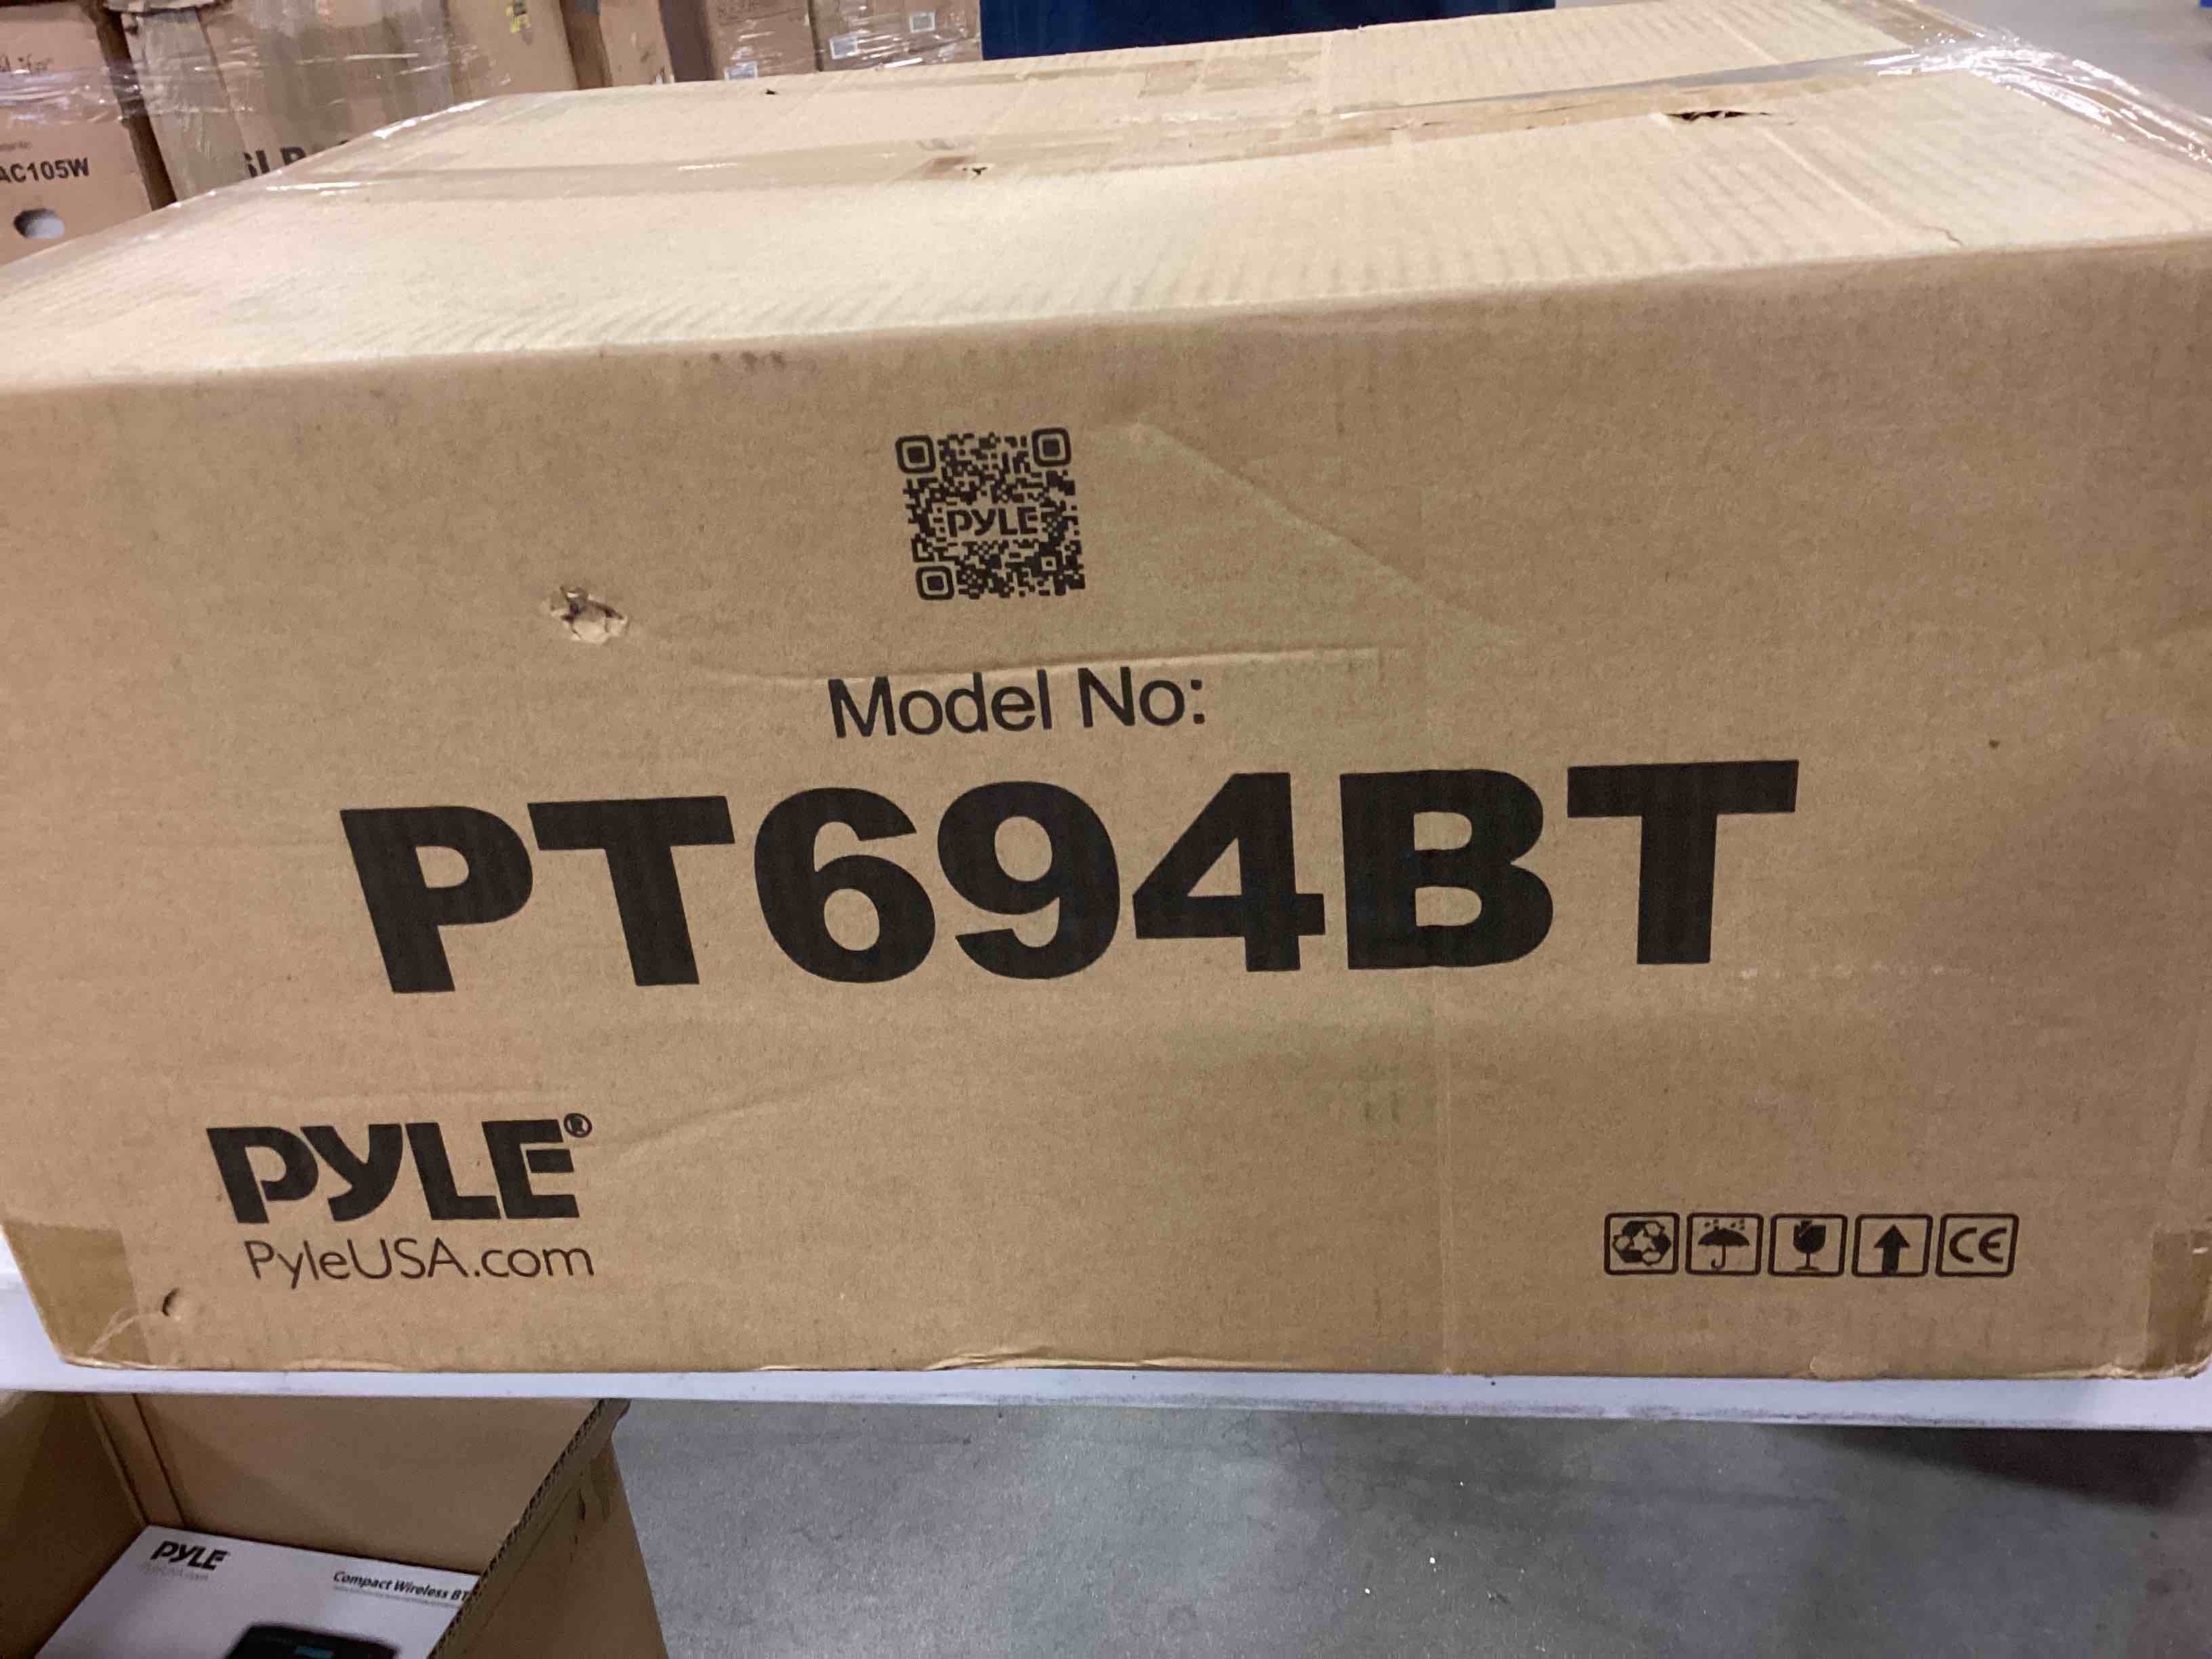 AC105W
PYLE
Model No:
PT694BT
PYLE®
PyleUSA.com
CE
PYLE
Compact Wireless BT